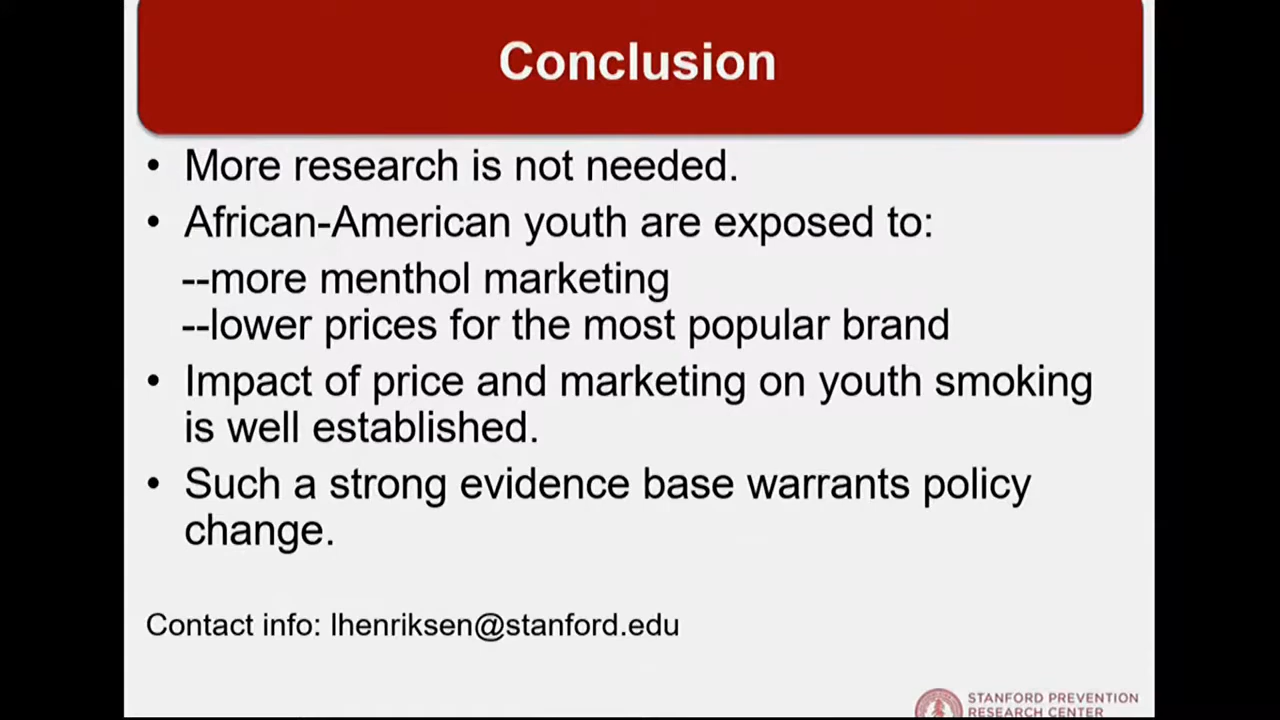 Conclusion
• More research is not needed.
• African-American youth are exposed to:
--more menthol marketing
--lower prices for the most popular brand
• Impact of price and marketing on youth smoking
is well established.
• Such a strong evidence base warrants policy
change.
Contact info: lhenriksen@stanford.edu
STANFORD PREVENTION
RESEARCH CENTER